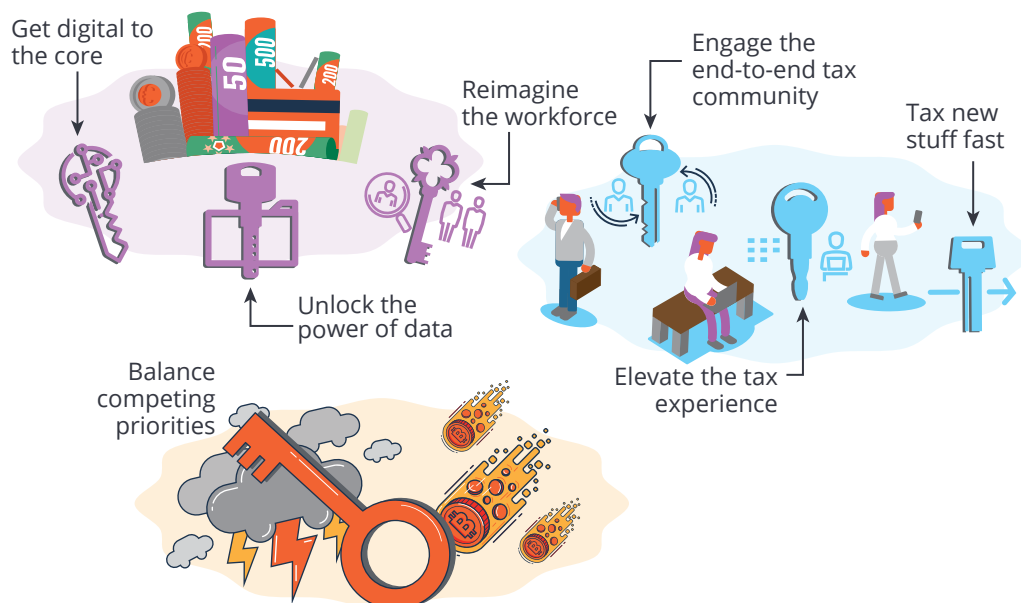 Get digital to
the core
200
50
500
200
200
Reimagine
the workforce
Unlock the
power of data
Engage the
end-to-end tax
community
Tax new
stuff fast
Elevate the tax
experience
Balance
competing
priorities
B
B
B